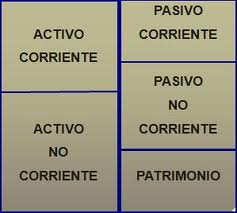 ACTIVO
CORRIENTE
ACTIVO
NO
CORRIENTE
PASIVO
CORRIENTE
PASIVO
NO
CORRIENTE
PATRIMONIO